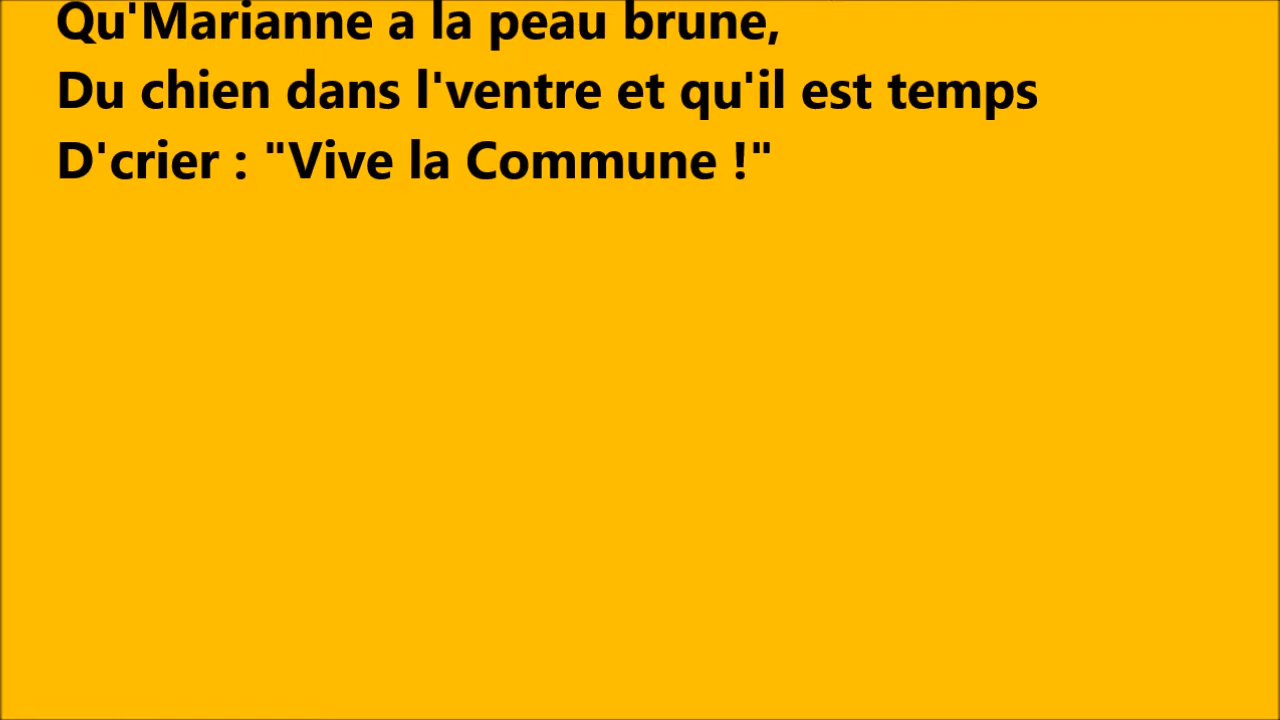 Qu'Marianne a la peau brune,
Du chien dans l'ventre et qu'il est temps
D'crier : "Vive la Commune !"